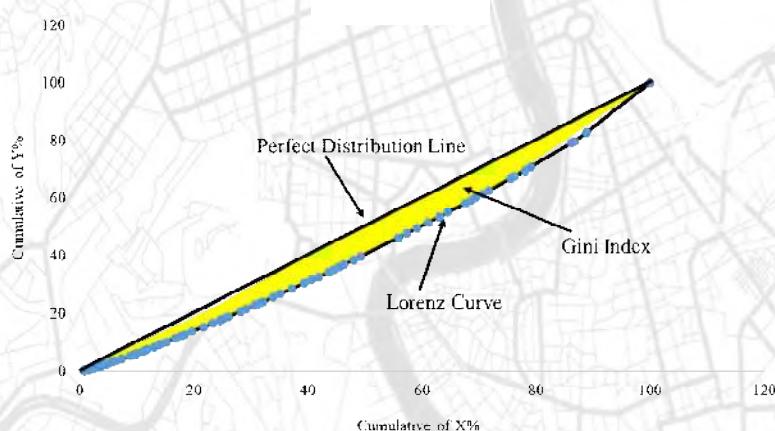 120
100
80
60
40
20
0
Cumulative of Y%
Perfect Distribution Line
Gini Index
Lorenz Curve
0 20 40 60 80 100 120
Cumulative of X%